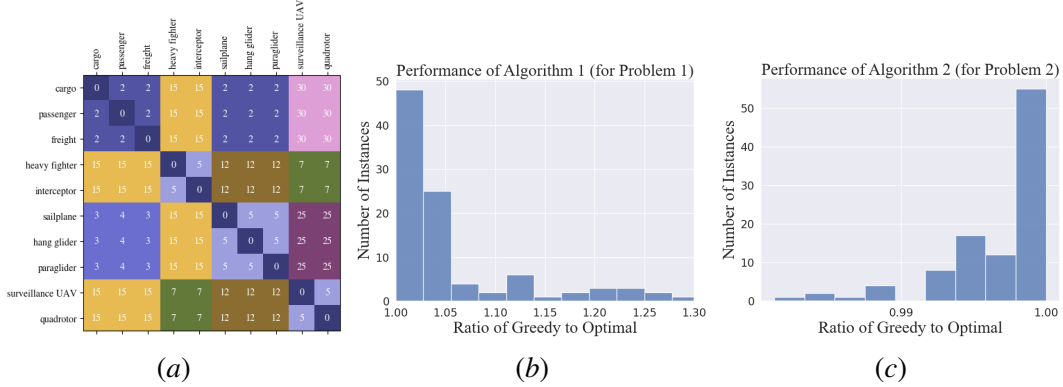 cargo passenger freight heavy fighter interceptor sailplane hang glider paraglider surveillance UAV quadrotor
cargo 0 2 2 15 15 2 2 2 30 30
passenger 2 0 2 15 15 2 2 2 30 30
freight 2 2 0 15 15 2 2 2 30 30
heavy fighter 15 15 15 0 5 12 12 12 7 7
interceptor 15 15 15 5 0 12 12 12 7 7
sailplane 3 4 3 15 15 0 5 5 25 25
hang glider 3 4 3 15 15 5 0 5 25 25
paraglider 3 4 3 15 15 5 5 0 25 25
surveillance UAV 15 15 15 7 7 12 12 12 0 5
quadrotor 15 15 15 7 7 12 12 12 5 0
(a)
Performance of Algorithm 1 (for Problem 1)
Number of Instances
50
40
30
20
10
0
1.00 1.05 1.10 1.15 1.20 1.25 1.30
Ratio of Greedy to Optimal
(b)
Performance of Algorithm 2 (for Problem 2)
Number of Instances
50
40
30
20
10
0
0.99 1.00
Ratio of Greedy to Optimal
(c)